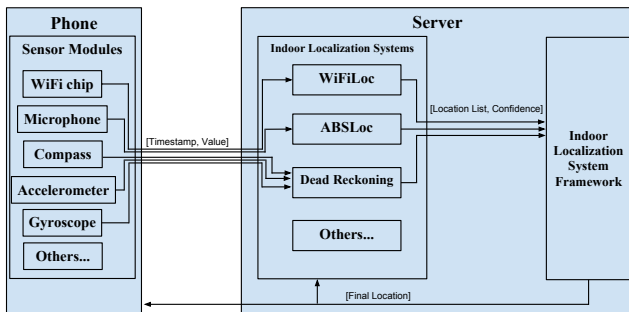 Phone
Sensor Modules
WiFi chip
Microphone
Compass
Accelerometer
Gyroscope
Others...
[Timestamp, Value]
Server
Indoor Localization Systems
WiFiLoc
ABSLoc
Dead Reckoning
Others...
[Location List, Confidence]
Indoor
Localization
System
Framework
[Final Location]